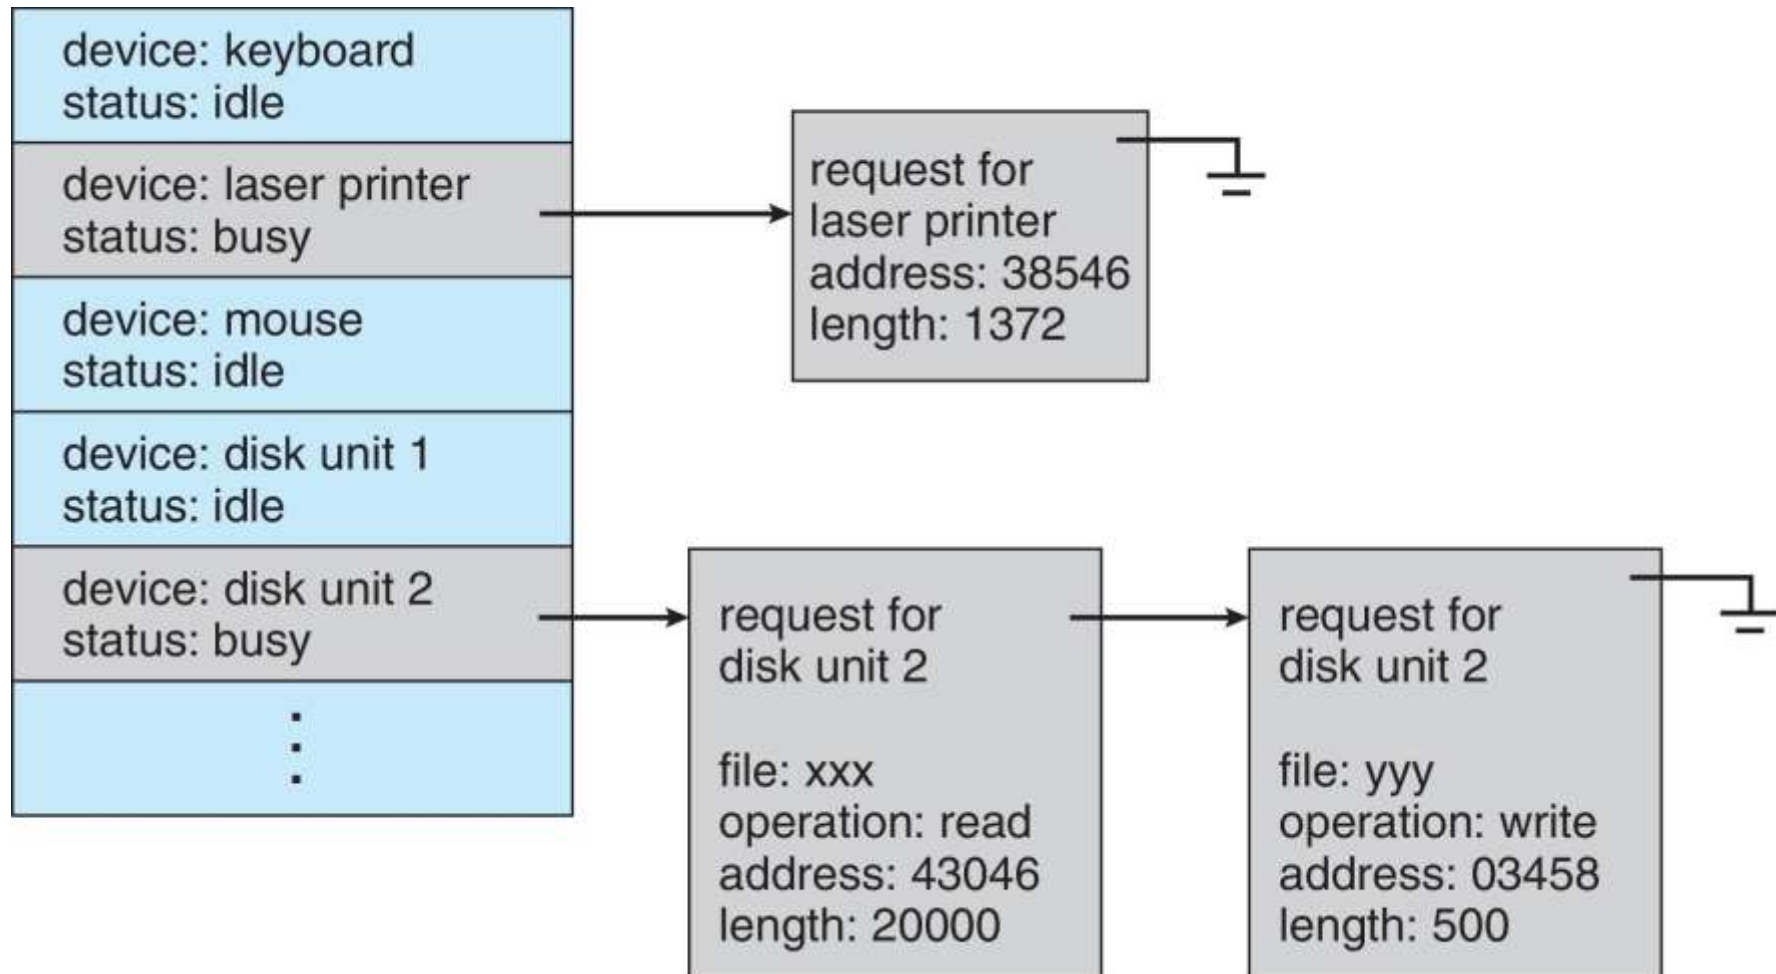 device: keyboard
status: idle
device: laser printer
status: busy
device: mouse
status: idle
device: disk unit 1
status: idle
device: disk unit 2
status: busy
request for
laser printer
address: 38546
length: 1372
request for
disk unit 2
file: xxx
operation: read
address: 43046
length: 20000
request for
disk unit 2
file: yyy
operation: write
address: 03458
length: 500